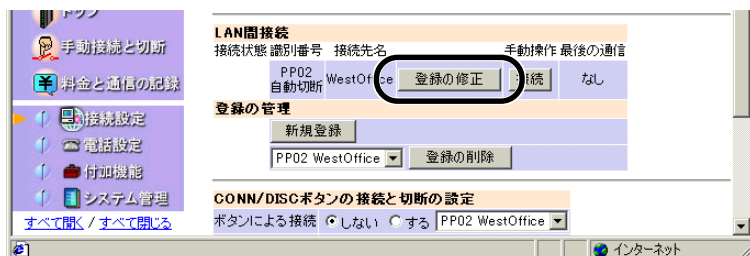 トップ
手動接続と切断
料金と通信の記録
接続設定
電話設定
付加機能
システム管理
すべて開く / すべて閉じる
LAN間接続
接続状態 識別番号 接続先名 手動操作 最後の通信
PP02
自動切断 WestOffice 登録の修正 接続 なし
登録の管理
新規登録
PP02 WestOffice 登録の削除
CONN/DISCボタンの接続と切断の設定
ボタンによる接続 しない する PP02 WestOffice
インターネット